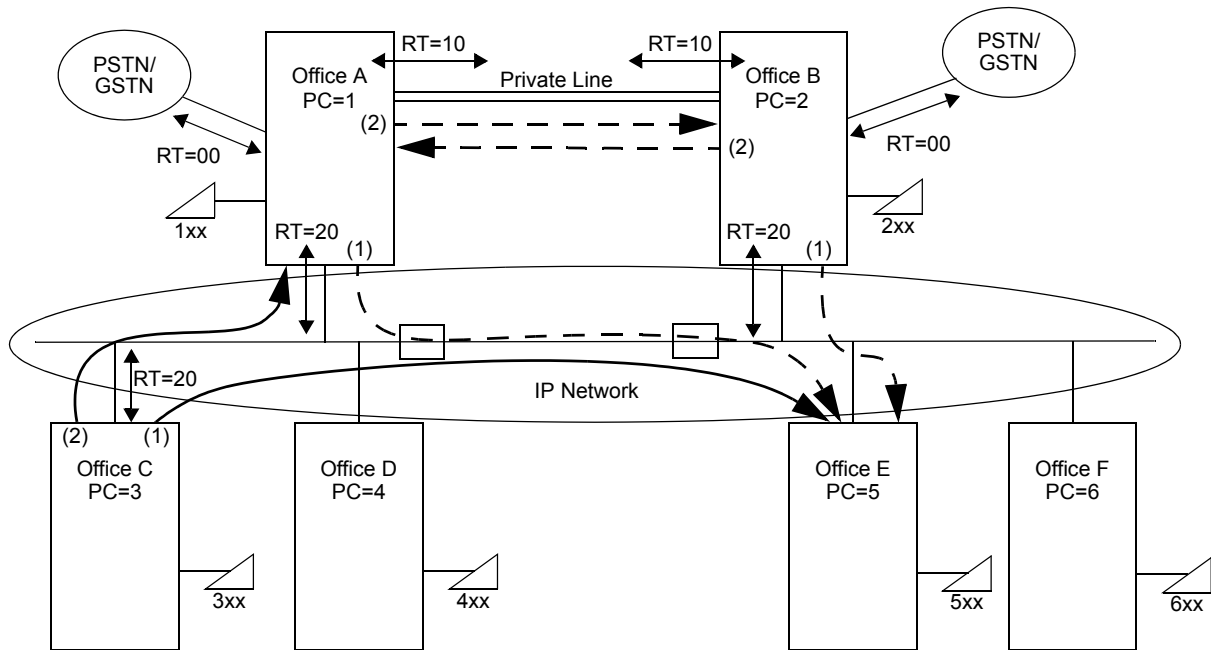 PSTN/
GSTN
RT=00
Office A
PC=1
RT=10
Private Line
RT=10
Office B
PC=2
PSTN/
GSTN
RT=00
(2)
(2)
1xx
2xx
RT=20
(1)
RT=20
(1)
RT=20
IP Network
(2)
(1)
Office C
PC=3
3xx
Office D
PC=4
4xx
Office E
PC=5
5xx
Office F
PC=6
6xx